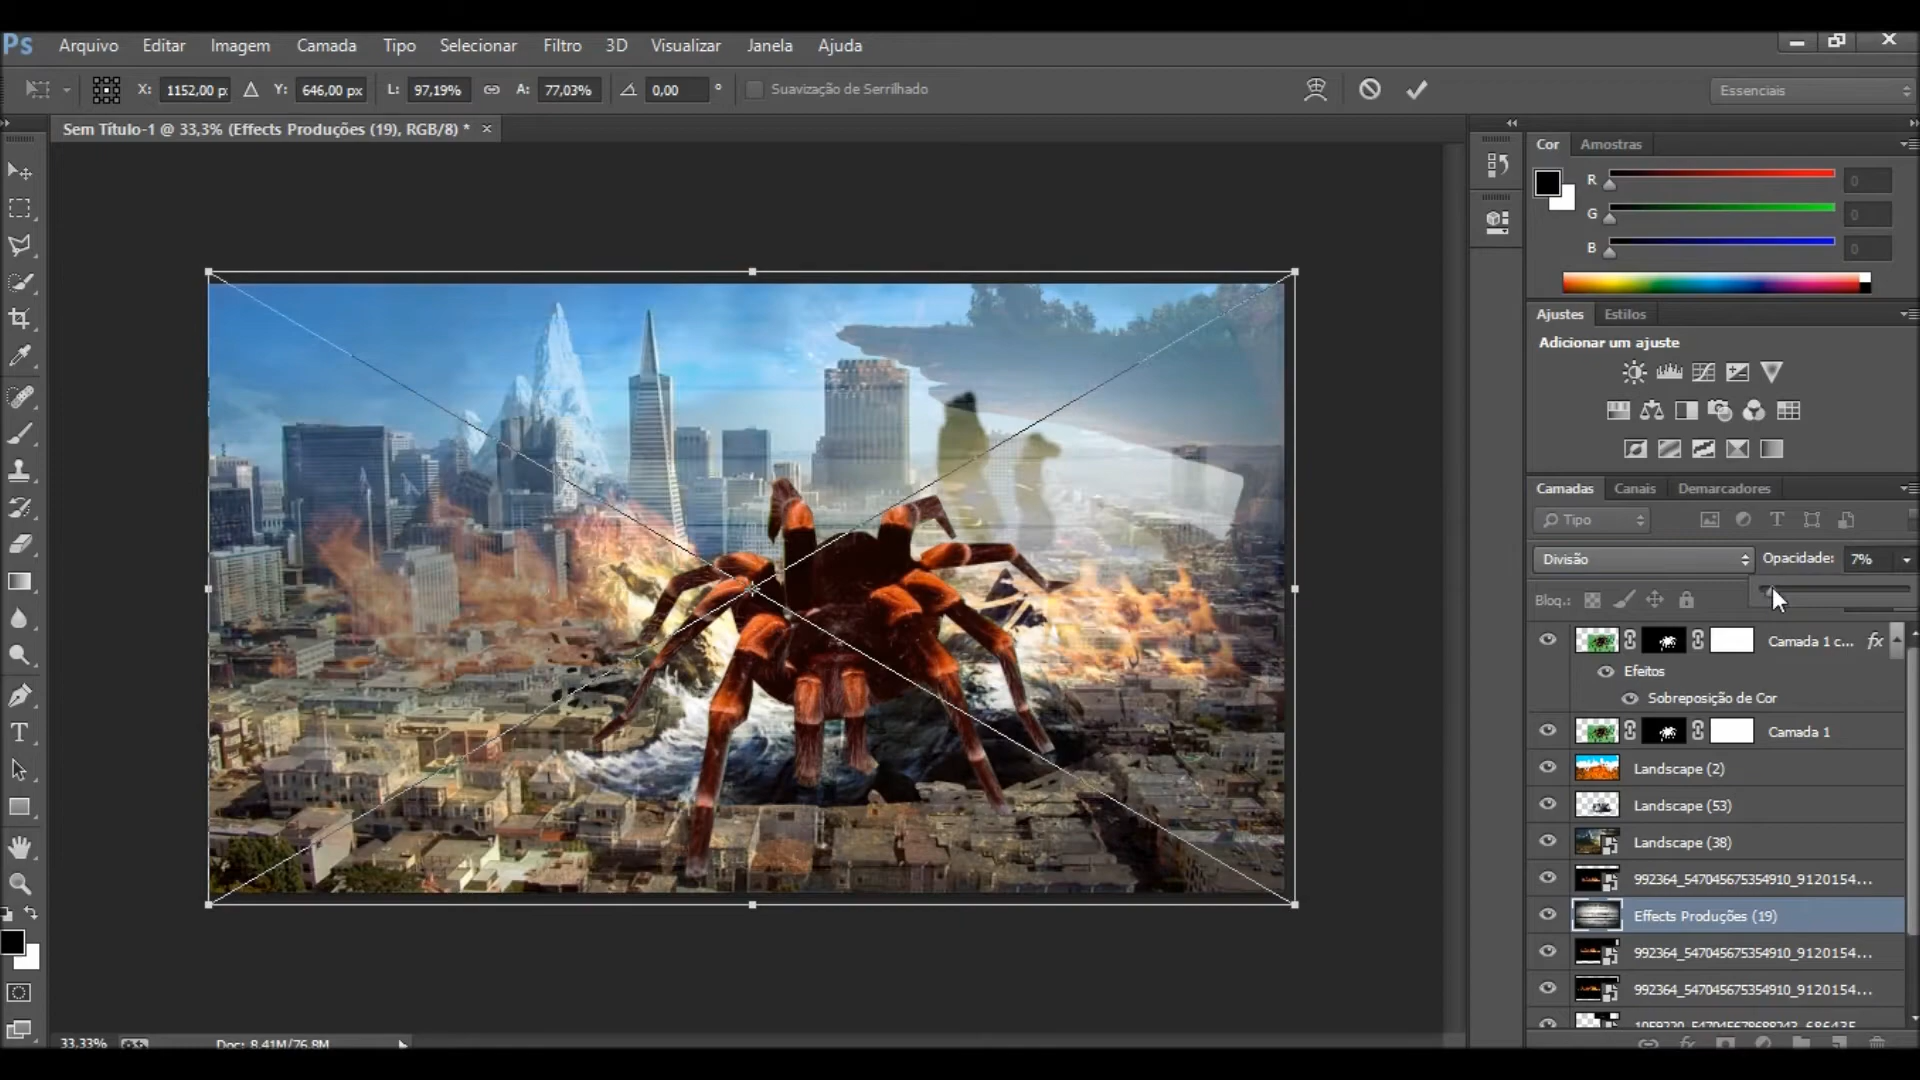 Ps Arquivo Editar Imagem Camada Tipo Selecionar Filtro 3D Visualizar Janela Ajuda
X: 1152,00 p Y: 646,00 px L: 97,19% A: 77,03% 0,00 ° Suavização de Serrilhado Essenciais
Sem Título-1 @ 33,3% (Effects Produções (19), RGB/8) * ×
Cor Amostras
R 0
G 0
B 0
Ajustes Estilos
Adicionar um ajuste
Camadas Canais Demarcadores
Tipo
Divisão Opacidade: 7%
Bloq.:
Camada 1 c... fx
Efeitos
Sobreposição de Cor
Camada 1
Landscape (2)
Landscape (53)
Landscape (38)
992364_547045675354910_9120154...
Effects Produções (19)
992364_547045675354910_9120154...
992364_547045675354910_9120154...
33,33% Doc: 8,41M/76,8M